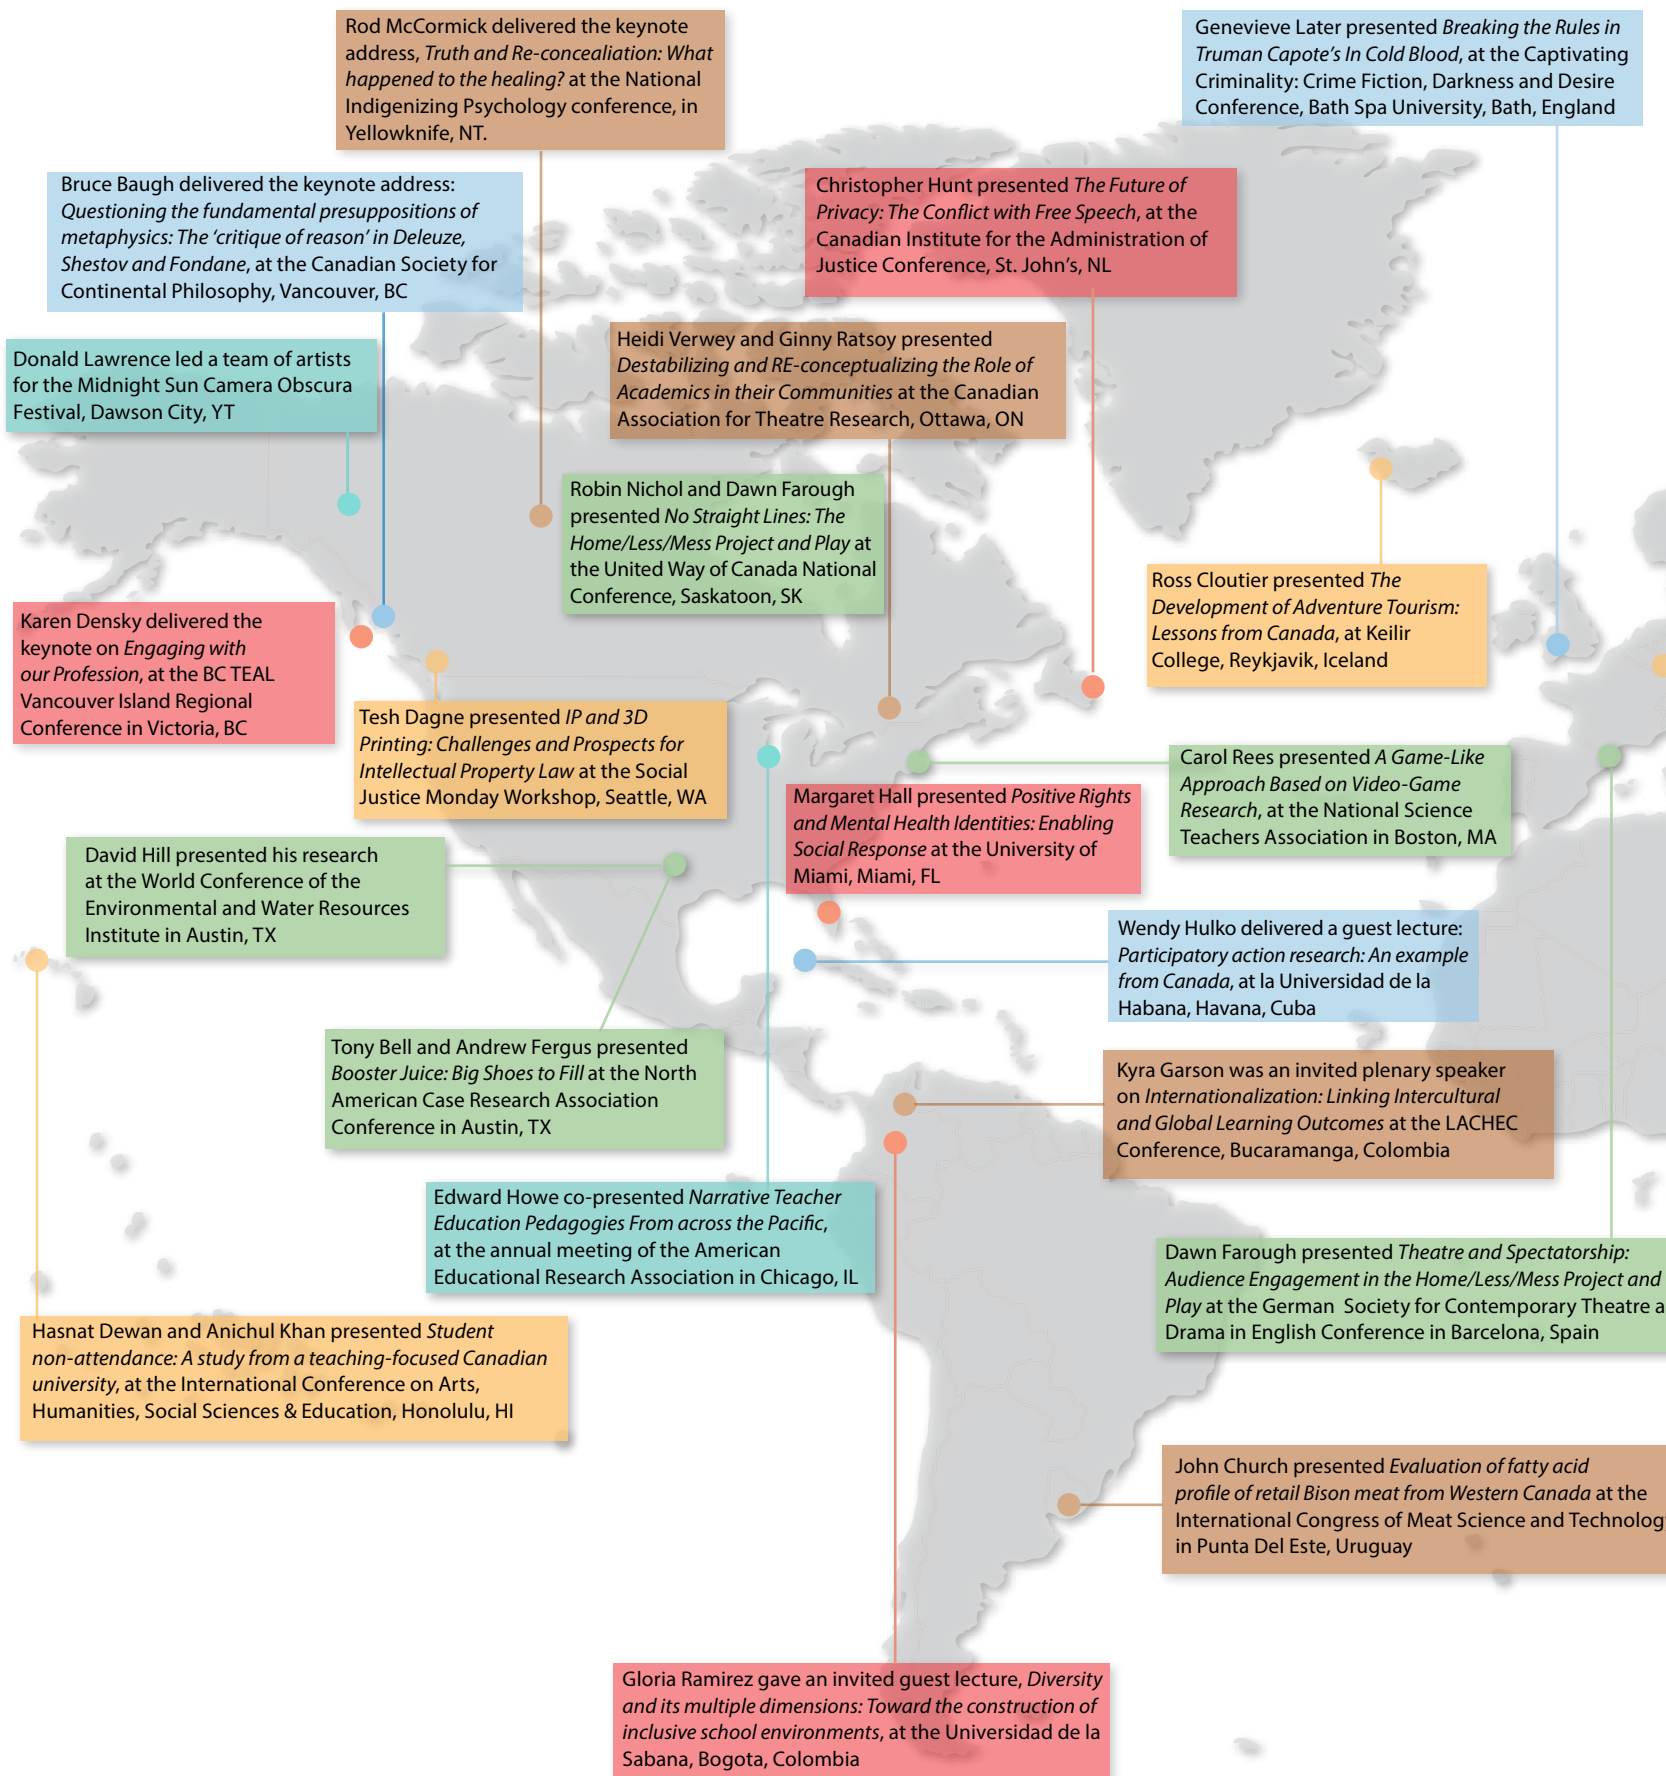 Rod McCormick delivered the keynote
address, Truth and Re-concealiation: What
happened to the healing? at the National
Indigenizing Psychology conference, in
Yellowknife, NT.
Genevieve Later presented Breaking the Rules in
Truman Capote's In Cold Blood, at the Captivating
Criminality: Crime Fiction, Darkness and Desire
Conference, Bath Spa University, Bath, England
Bruce Baugh delivered the keynote address:
Questioning the fundamental presuppositions of
metaphysics: The 'critique of reason' in Deleuze,
Shestov and Fondane, at the Canadian Society for
Continental Philosophy, Vancouver, BC
Christopher Hunt presented The Future of
Privacy: The Conflict with Free Speech, at the
Canadian Institute for the Administration of
Justice Conference, St. John's, NL
Donald Lawrence led a team of artists
for the Midnight Sun Camera Obscura
Festival, Dawson City, YT
Heidi Verwey and Ginny Ratsoy presented
Destabilizing and RE-conceptualizing the Role of
Academics in their Communities at the Canadian
Association for Theatre Research, Ottawa, ON
Robin Nichol and Dawn Farough
presented No Straight Lines: The
Home/Less/Mess Project and Play at
the United Way of Canada National
Conference, Saskatoon, SK
Ross Cloutier presented The
Development of Adventure Tourism:
Lessons from Canada, at Keilir
College, Reykjavik, Iceland
Karen Densky delivered the
keynote on Engaging with
our Profession, at the BC TEAL
Vancouver Island Regional
Conference in Victoria, BC
Tesh Dagne presented IP and 3D
Printing: Challenges and Prospects for
Intellectual Property Law at the Social
Justice Monday Workshop, Seattle, WA
Carol Rees presented A Game-Like
Approach Based on Video-Game
Research, at the National Science
Teachers Association in Boston, MA
Margaret Hall presented Positive Rights
and Mental Health Identities: Enabling
Social Response at the University of
Miami, Miami, FL
David Hill presented his research
at the World Conference of the
Environmental and Water Resources
Institute in Austin, TX
Wendy Hulko delivered a guest lecture:
Participatory action research: An example
from Canada, at la Universidad de la
Habana, Havana, Cuba
Tony Bell and Andrew Fergus presented
Booster Juice: Big Shoes to Fill at the North
American Case Research Association
Conference in Austin, TX
Kyra Garson was an invited plenary speaker
on Internationalization: Linking Intercultural
and Global Learning Outcomes at the LACHEC
Conference, Bucaramanga, Colombia
Edward Howe co-presented Narrative Teacher
Education Pedagogies From across the Pacific,
at the annual meeting of the American
Educational Research Association in Chicago, IL
Dawn Farough presented Theatre and Spectatorship:
Audience Engagement in the Home/Less/Mess Project and
Play at the German Society for Contemporary Theatre a
Drama in English Conference in Barcelona, Spain
Hasnat Dewan and Anichul Khan presented Student
non-attendance: A study from a teaching-focused Canadian
university, at the International Conference on Arts,
Humanities, Social Sciences & Education, Honolulu, HI
John Church presented Evaluation of fatty acid
profile of retail Bison meat from Western Canada at the
International Congress of Meat Science and Technology
in Punta Del Este, Uruguay
Gloria Ramirez gave an invited guest lecture, Diversity
and its multiple dimensions: Toward the construction of
inclusive school environments, at the Universidad de la
Sabana, Bogota, Colombia